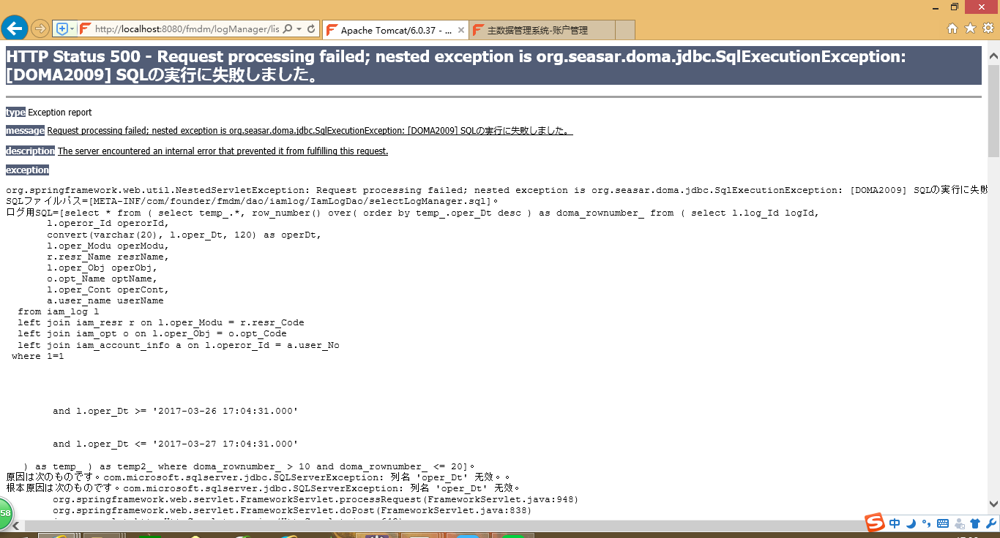 http://localhost:8080/fmdm/logManager/lis
Apache Tomcat/6.0.37 - ...
主数据管理系统-账户管理
HTTP Status 500 - Request processing failed; nested exception is org.seasar.doma.jdbc.SqlExecutionException:
[DOMA2009] SQLの実行に失敗しました。
type Exception report
message Request processing failed; nested exception is org.seasar.doma.jdbc.SqlExecutionException: [DOMA2009] SQLの実行に失敗しました。
description The server encountered an internal error that prevented it from fulfilling this request.
exception
org.springframework.web.util.NestedServletException: Request processing failed; nested exception is org.seasar.doma.jdbc.SqlExecutionException: [DOMA2009] SQLの実行に失敗
SQLファイルパス=[META-INF/com/founder/fmdm/dao/iamlog/IamLogDao/selectLogManager.sql]。
ログ用SQL=[select * from ( select temp_.*, row_number() over( order by temp_.oper_Dt desc ) as doma_rownumber_ from ( select l.log_Id logId,
l.operor_Id operorId,
convert(varchar(20), l.oper_Dt, 120) as operDt,
l.oper_Modu operModu,
r.resr_Name resrName,
l.oper_Obj operObj,
o.opt_Name optName,
l.oper_Cont operCont,
a.user_name userName
from iam_log l
left join iam_resr r on l.oper_Modu = r.resr_Code
left join iam_opt o on l.oper_Obj = o.opt_Code
left join iam_account_info a on l.operor_Id = a.user_No
where 1=1
and l.oper_Dt >= '2017-03-26 17:04:31.000'
and l.oper_Dt <= '2017-03-27 17:04:31.000'
) as temp_ ) as temp2_ where doma_rownumber_ > 10 and doma_rownumber_ <= 20]。
原因は次のものです。com.microsoft.sqlserver.jdbc.SQLServerException: 列名 'oper_Dt' 无效。。
根本原因は次のものです。com.microsoft.sqlserver.jdbc.SQLServerException: 列名 'oper_Dt' 无效。
org.springframework.web.servlet.FrameworkServlet.processRequest(FrameworkServlet.java:948)
org.springframework.web.servlet.FrameworkServlet.doPost(FrameworkServlet.java:838)
58
中